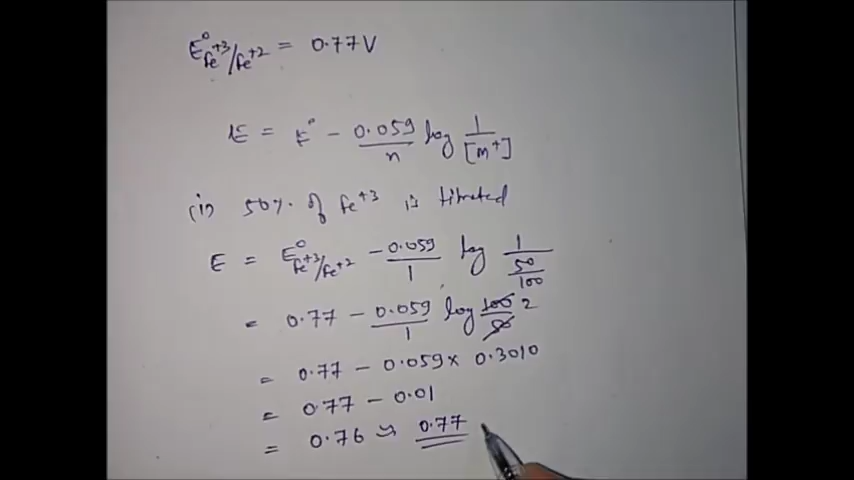 E⁰ Fe⁺³/Fe⁺² = 0.77V
E = E° - 0.059/n log 1/[M⁺]
(i) 50% of Fe⁺³ is titrated
E = E⁰ Fe⁺³/Fe⁺² - 0.059/1 log 1/(50/100)
= 0.77 - 0.059/1 log 100/50 2
= 0.77 - 0.059 × 0.3010
= 0.77 - 0.01
= 0.76 ≈ 0.77